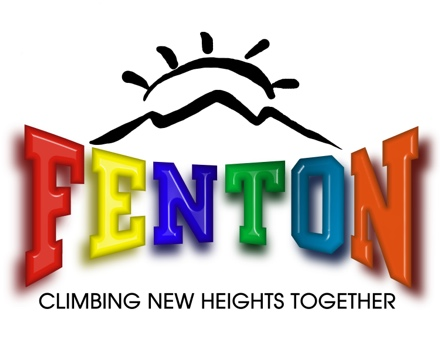 FENTON
CLIMBING NEW HEIGHTS TOGETHER